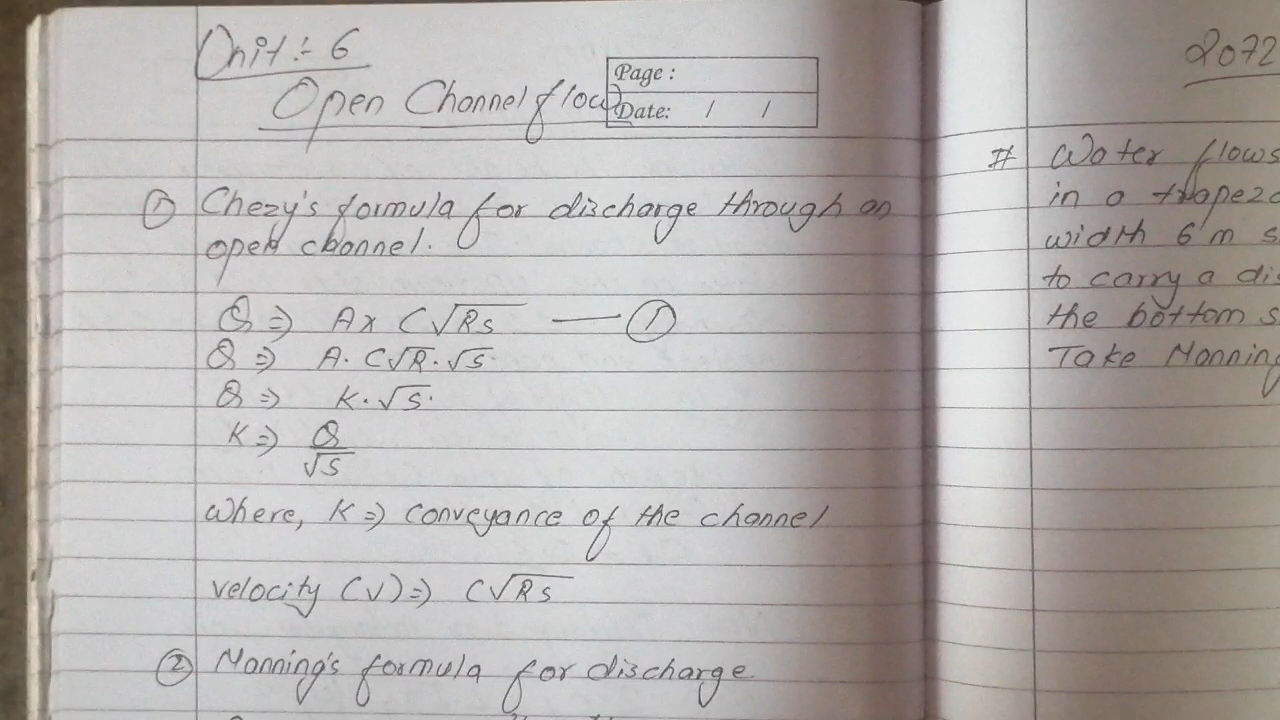 Unit :- 6
Open Channel flow
Page :
Date: / /
① Chezy's formula for discharge through an
open channel.
Q ⇒ A x C√RS — ①
Q ⇒ A. C√R . √S
Q ⇒ K . √S .
K ⇒ Q/√S
where, K ⇒ conveyance of the channel
velocity (V) ⇒ C√RS
② Manning's formula for discharge
2072
# Water flows
in a trapezo
width 6 m s
to carry a dis
the bottom s
Take Manning